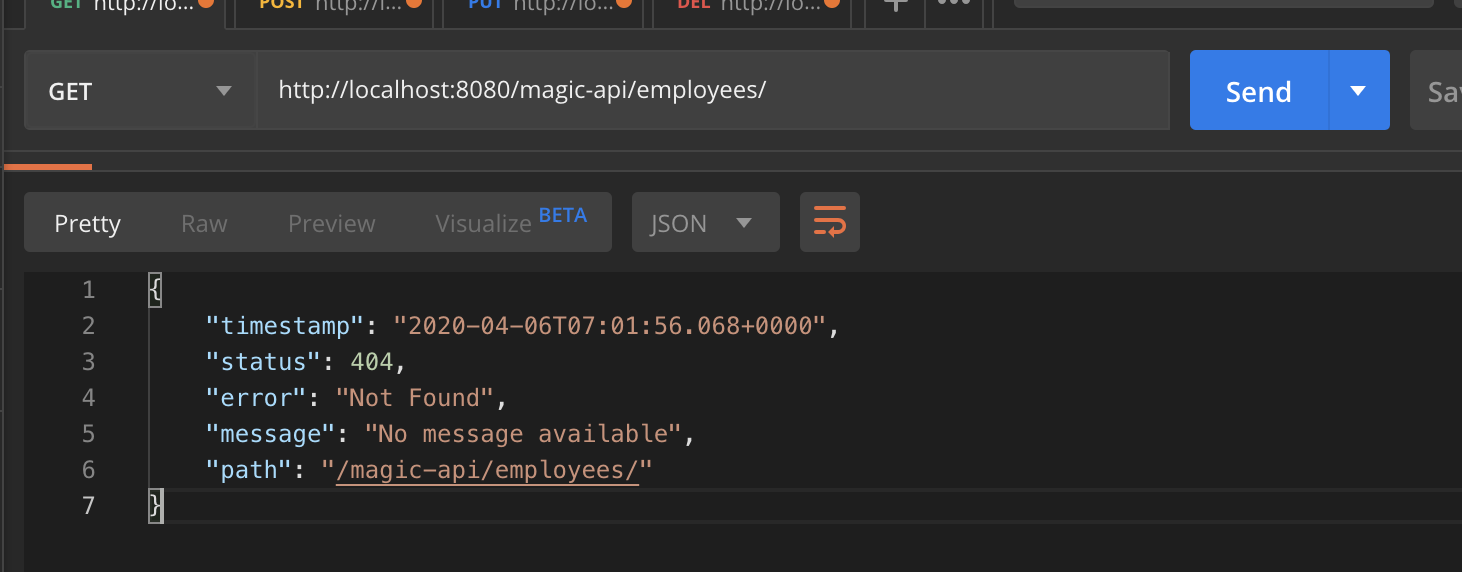 GET http://lo... POST http://l... PUT http://lo... DEL http://lo...
GET http://localhost:8080/magic-api/employees/ Send
Pretty Raw Preview Visualize BETA JSON
1 {
2 "timestamp": "2020-04-06T07:01:56.068+0000",
3 "status": 404,
4 "error": "Not Found",
5 "message": "No message available",
6 "path": "/magic-api/employees/"
7 }